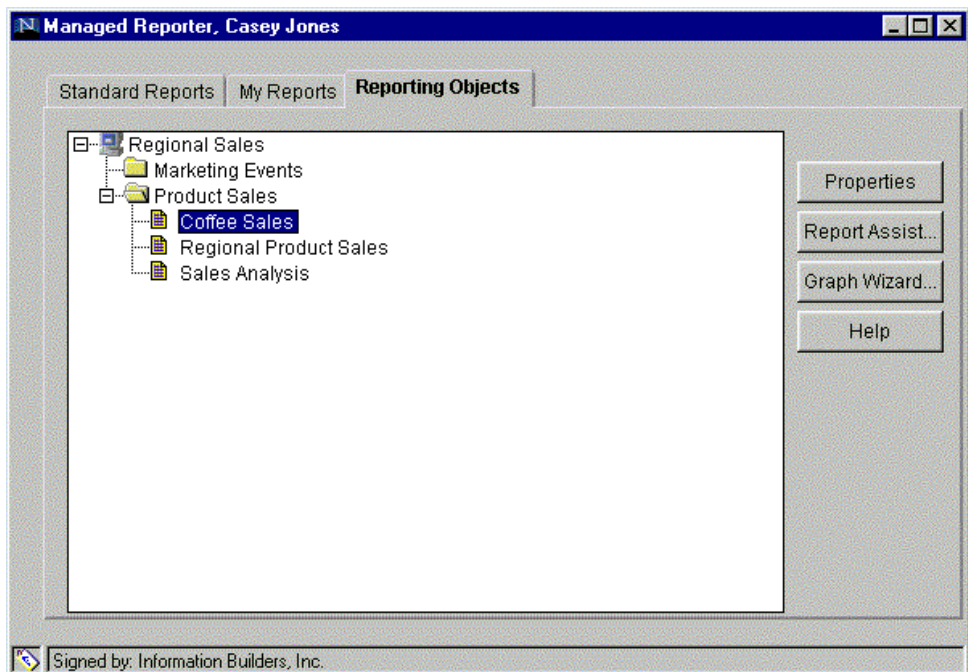 Managed Reporter, Casey Jones
Standard Reports
My Reports
Reporting Objects
Regional Sales
Marketing Events
Product Sales
Coffee Sales
Regional Product Sales
Sales Analysis
Properties
Report Assist...
Graph Wizard...
Help
Signed by: Information Builders, Inc.